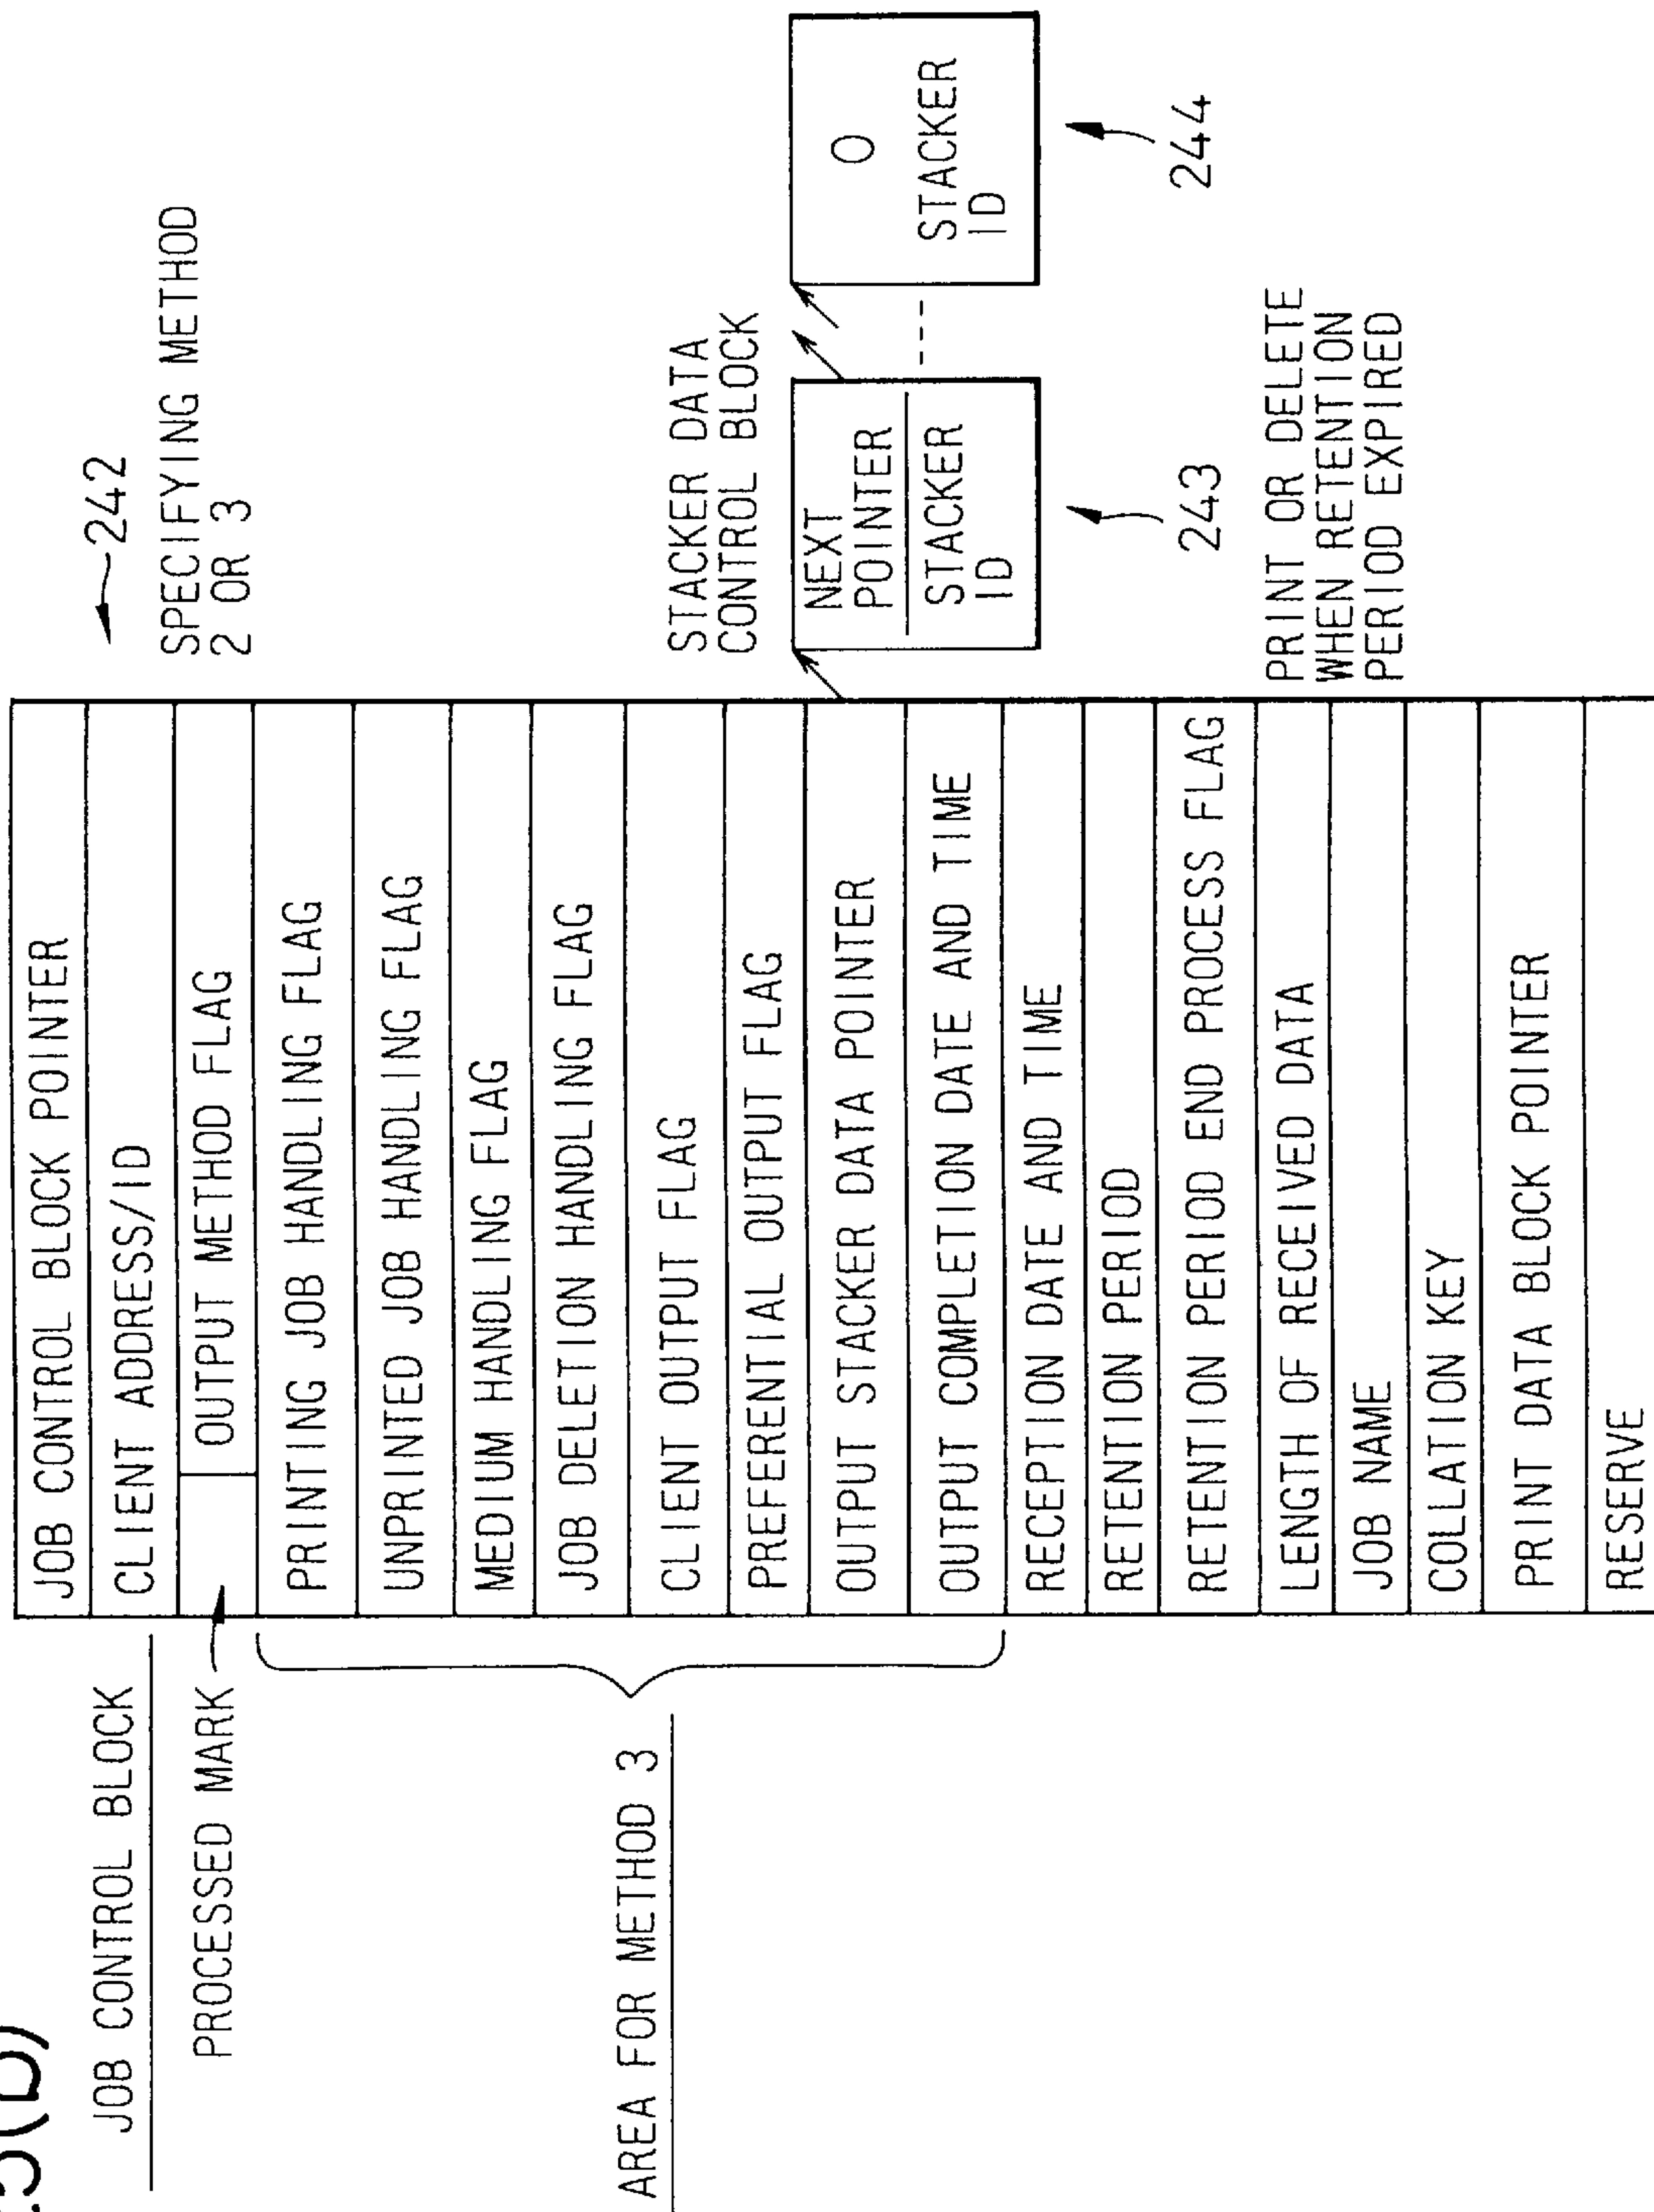 JOB CONTROL BLOCK
PROCESSED MARK
AREA FOR METHOD 3
JOB CONTROL BLOCK POINTER
CLIENT ADDRESS/ID
OUTPUT METHOD FLAG
PRINTING JOB HANDLING FLAG
UNPRINTED JOB HANDLING FLAG
MEDIUM HANDLING FLAG
JOB DELETION HANDLING FLAG
CLIENT OUTPUT FLAG
PREFERENTIAL OUTPUT FLAG
OUTPUT STACKER DATA POINTER
OUTPUT COMPLETION DATE AND TIME
RECEPTION DATE AND TIME
RETENTION PERIOD
RETENTION PERIOD END PROCESS FLAG
LENGTH OF RECEIVED DATA
JOB NAME
COLLATION KEY
PRINT DATA BLOCK POINTER
RESERVE
242
SPECIFYING METHOD
2 OR 3
STACKER DATA
CONTROL BLOCK
NEXT
POINTER
STACKER
ID
243
0
STACKER
ID
244
PRINT OR DELETE
WHEN RETENTION
PERIOD EXPIRED